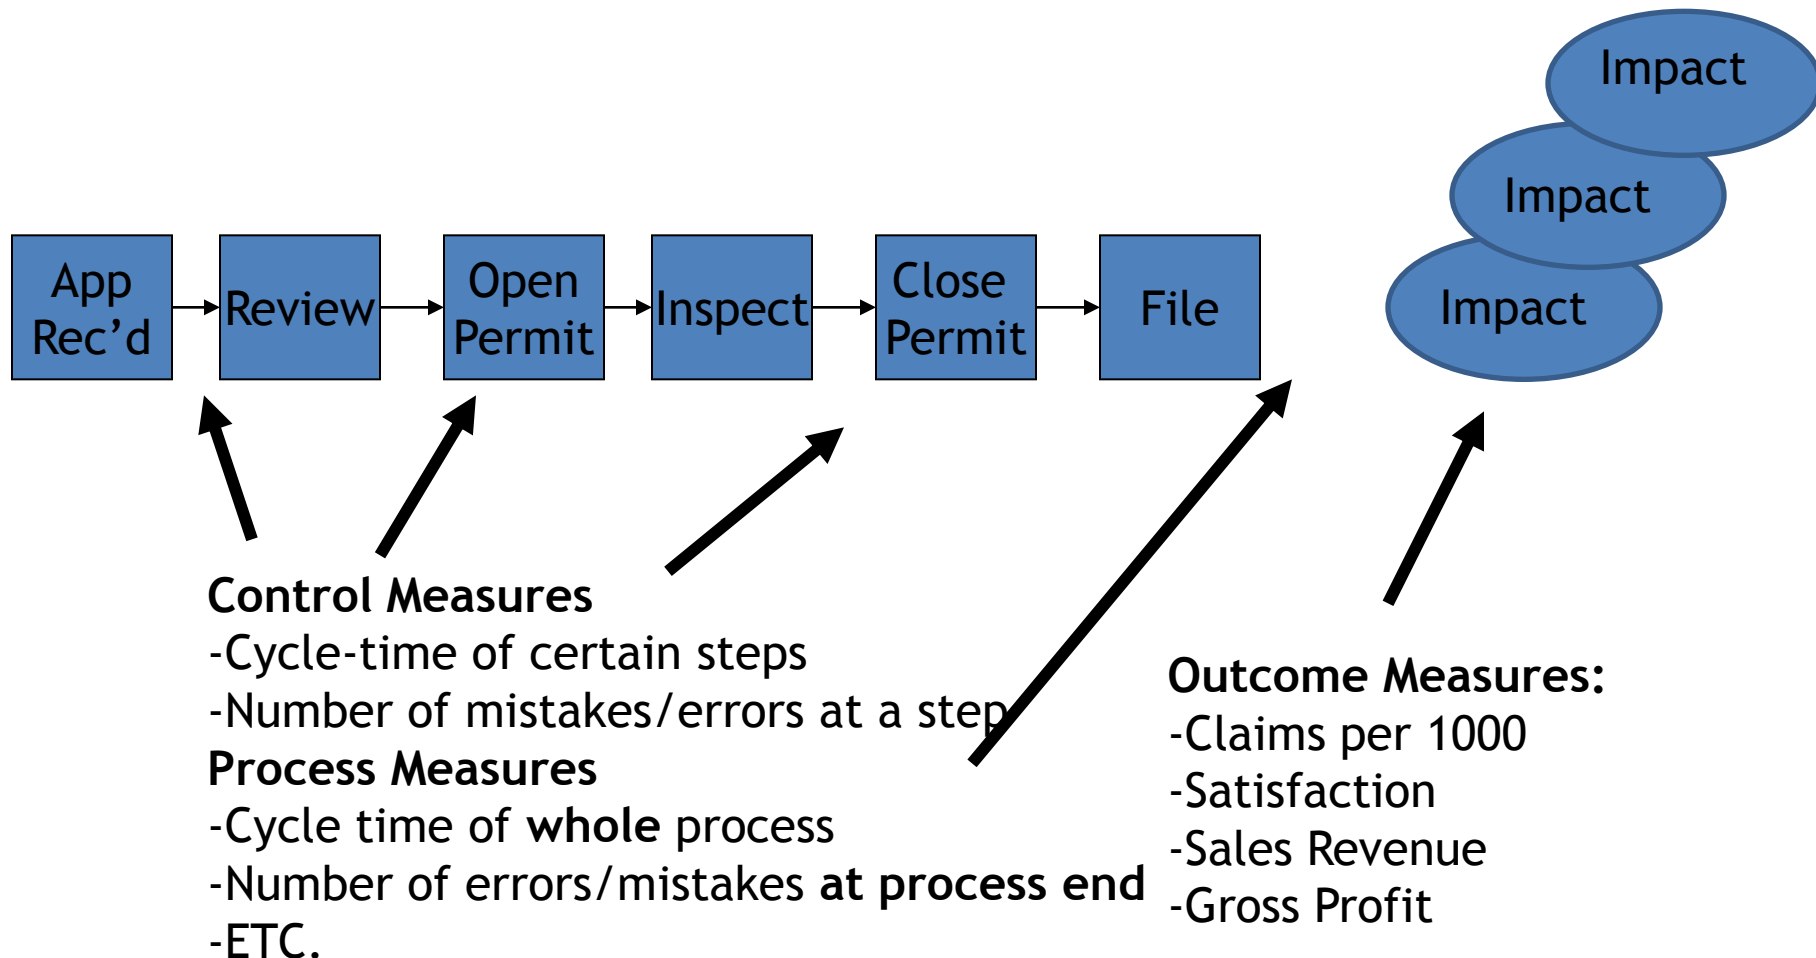 Impact
Impact
Impact
App
Rec’d
Review
Open
Permit
Inspect
Close
Permit
File
Control Measures
-Cycle-time of certain steps
-Number of mistakes/errors at a step
Process Measures
-Cycle time of whole process
-Number of errors/mistakes at process end
-ETC.
Outcome Measures:
-Claims per 1000
-Satisfaction
-Sales Revenue
-Gross Profit